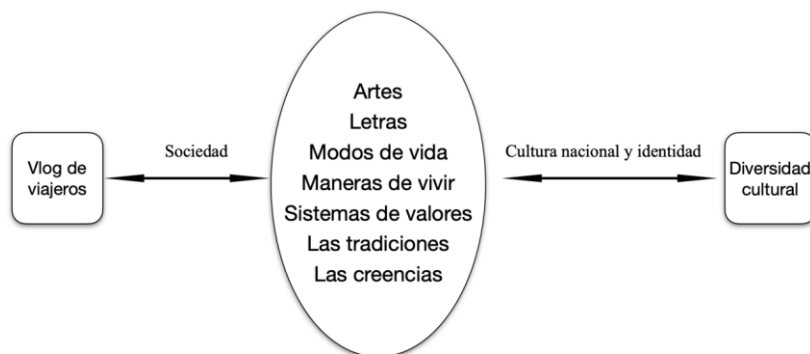 Vlog de
viajeros
Sociedad
Artes
Letras
Modos de vida
Maneras de vivir
Sistemas de valores
Las tradiciones
Las creencias
Cultura nacional y identidad
Diversidad
cultural